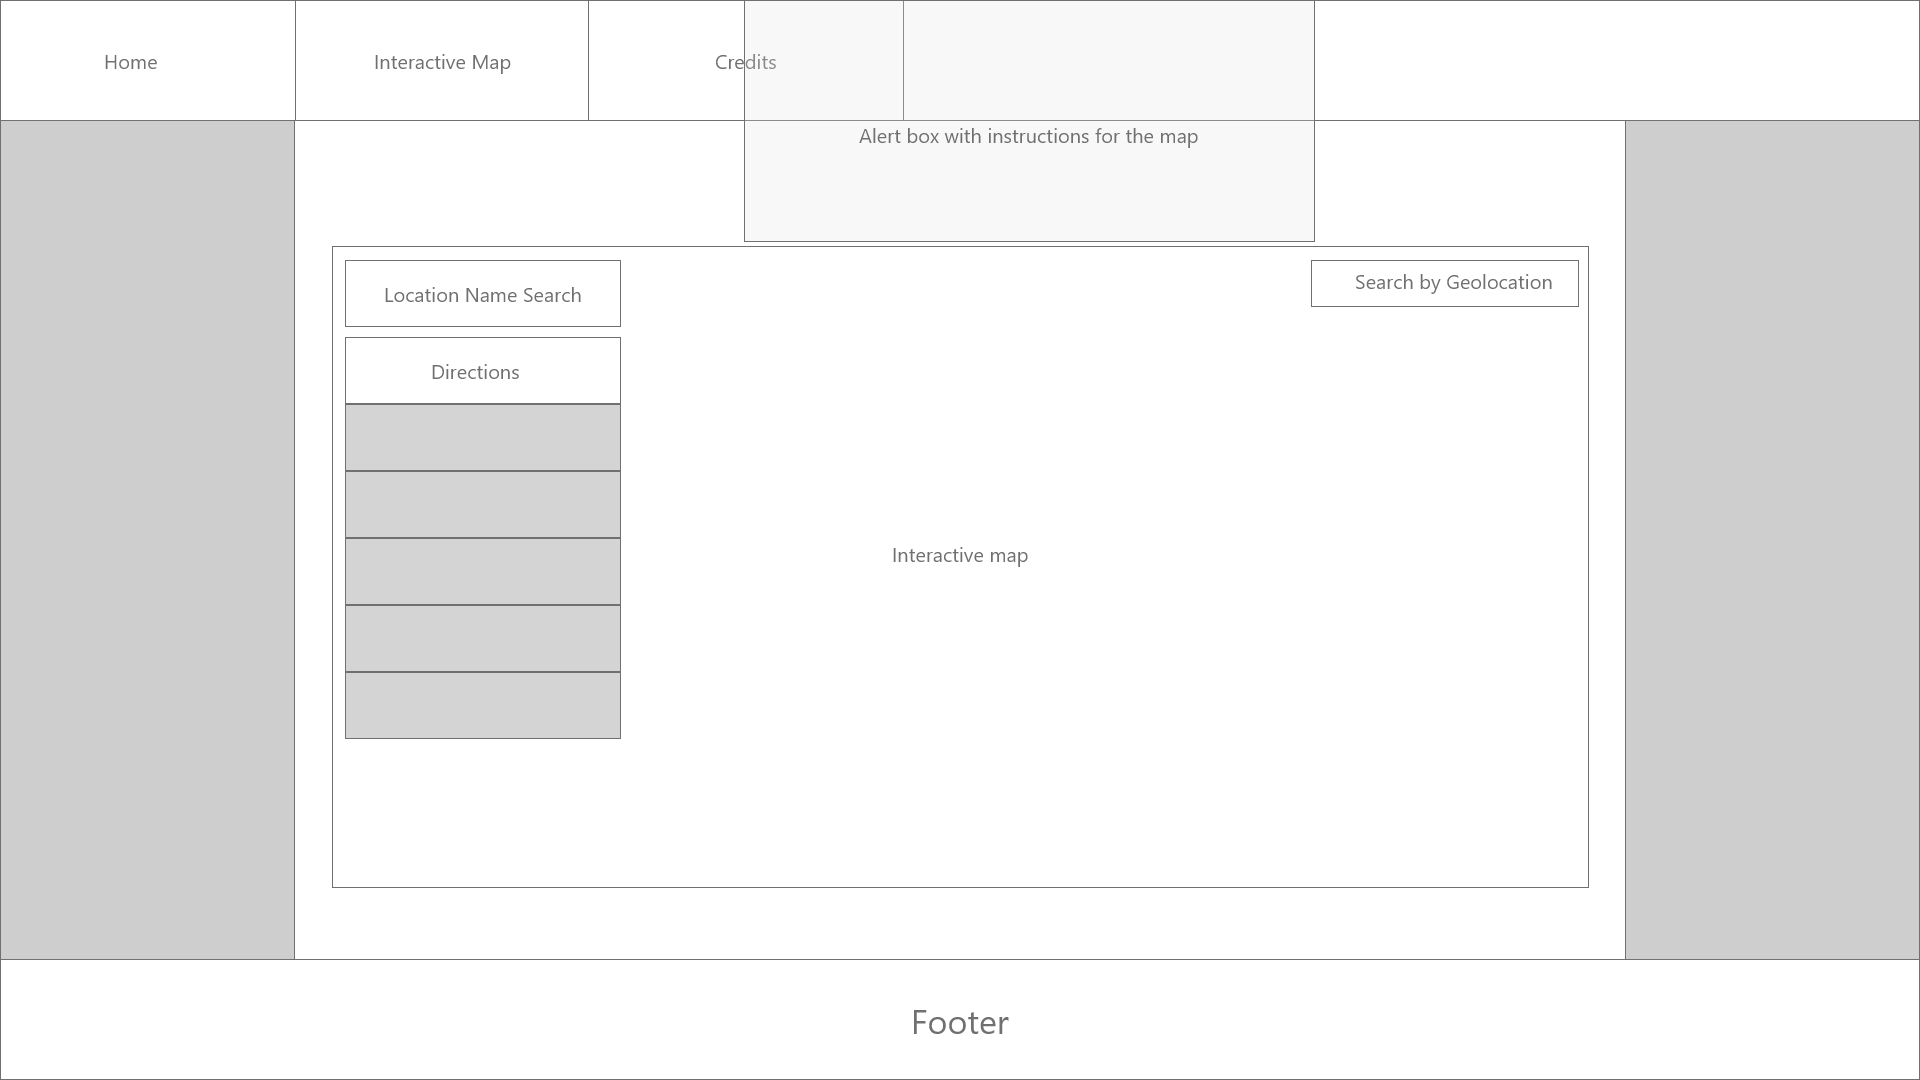 Home
Interactive Map
Credits
Alert box with instructions for the map
Location Name Search
Search by Geolocation
Directions
Interactive map
Footer